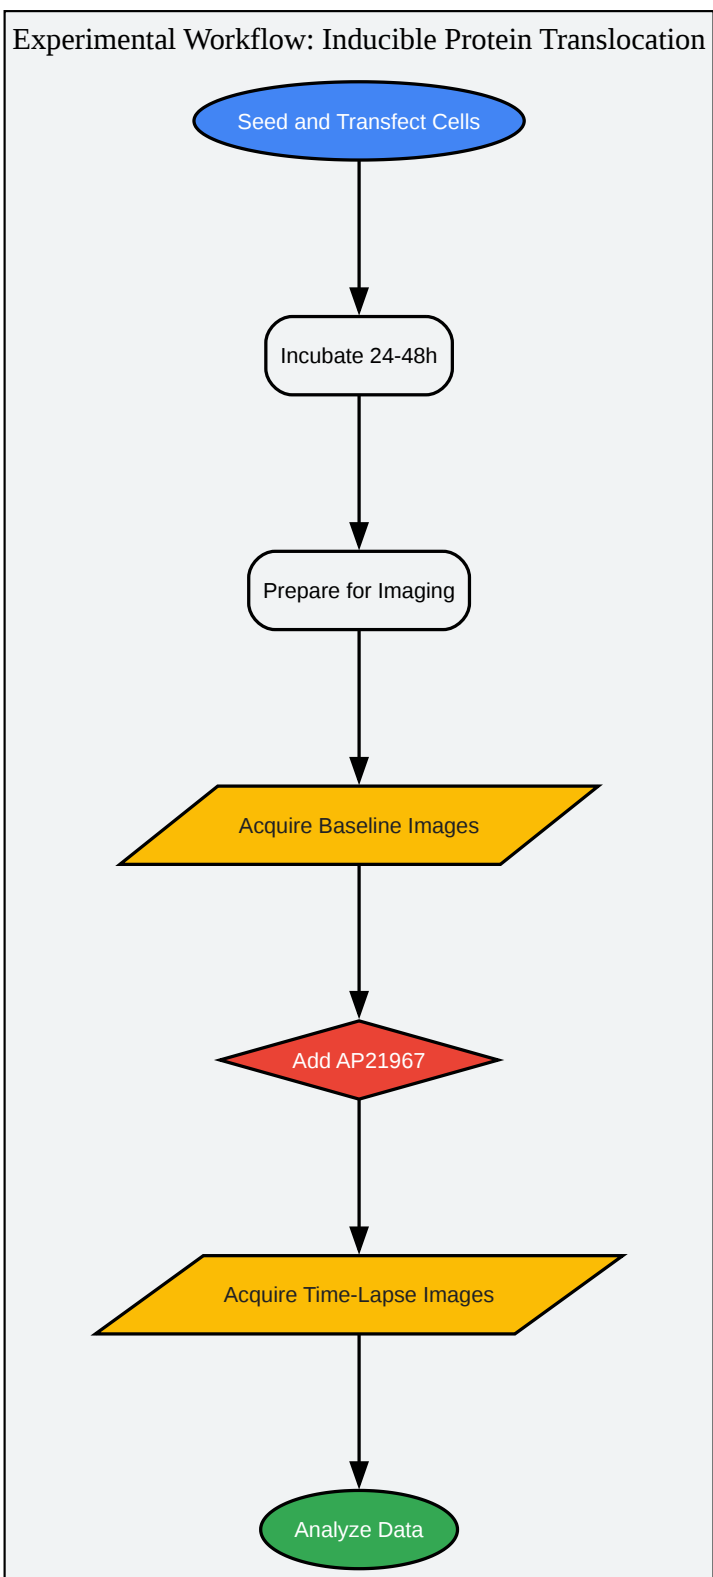 Experimental Workflow: Inducible Protein Translocation
Seed and Transfect Cells
Incubate 24-48h
Prepare for Imaging
Acquire Baseline Images
Add AP21967
Acquire Time-Lapse Images
Analyze Data